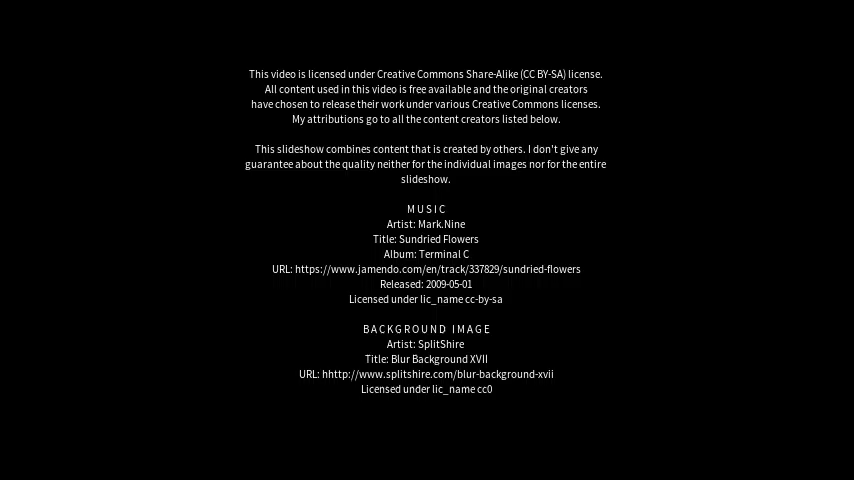 This video is licensed under Creative Commons Share-Alike (CC BY-SA) license.
All content used in this video is free available and the original creators
have chosen to release their work under various Creative Commons licenses.
My attributions go to all the content creators listed below.
This slideshow combines content that is created by others. I don't give any
guarantee about the quality neither for the individual images nor for the entire
slideshow.
MUSIC
Artist: Mark.Nine
Title: Sundried Flowers
Album: Terminal C
URL: https://www.jamendo.com/en/track/337829/sundried-flowers
Released: 2009-05-01
Licensed under lic_name cc-by-sa
BACKGROUND IMAGE
Artist: SplitShire
Title: Blur Background XVII
URL: hhttp://www.splitshire.com/blur-background-xvii
Licensed under lic_name cc0